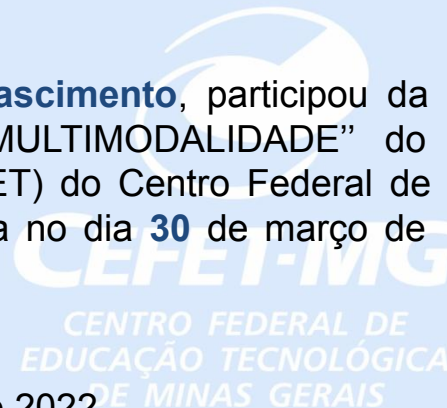 ascimento, participou da
MULTIMODALIDADE” do
ET) do Centro Federal de
a no dia 30 de março de
CEFET-MG
CENTRO FEDERAL DE
EDUCAÇÃO TECNOLÓGICA
DE MINAS GERAIS
2022